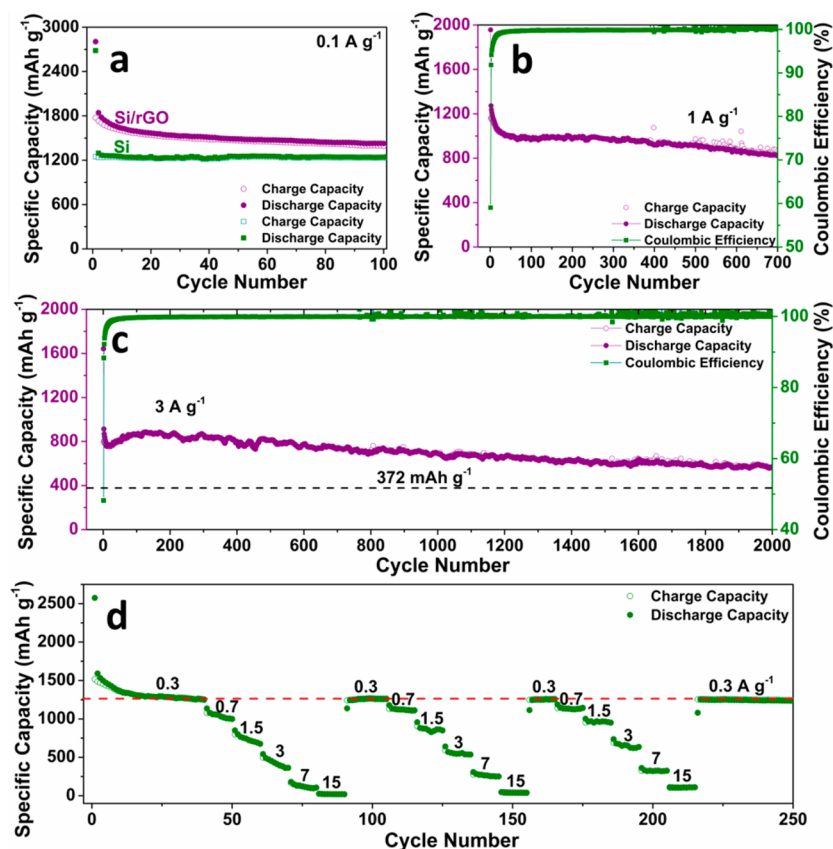 a
0.1 A g⁻¹
Si/rGO
Si
Charge Capacity
Discharge Capacity
Charge Capacity
Discharge Capacity
Specific Capacity (mAh g⁻¹)
3000
2400
1800
1200
600
0
0 20 40 60 80 100
Cycle Number
b
1 A g⁻¹
Charge Capacity
Discharge Capacity
Coulombic Efficiency
Specific Capacity (mAh g⁻¹)
2000
1600
1200
800
400
0
0 100 200 300 400 500 600 700
Cycle Number
100
90
80
70
60
50
Coulombic Efficiency (%)
c
3 A g⁻¹
372 mAh g⁻¹
Charge Capacity
Discharge Capacity
Coulombic Efficiency
Specific Capacity (mAh g⁻¹)
2000
1600
1200
800
400
0
0 200 400 600 800 1000 1200 1400 1600 1800 2000
Cycle Number
100
80
60
40
Coulombic Efficiency (%)
d
Charge Capacity
Discharge Capacity
0.3 0.7 1.5 3 7 15
0.3 0.7 1.5 3 7 15
0.3 0.7 1.5 3 7 15
0.3 A g⁻¹
Specific Capacity (mAh g⁻¹)
2500
2000
1500
1000
500
0
0 50 100 150 200 250
Cycle Number